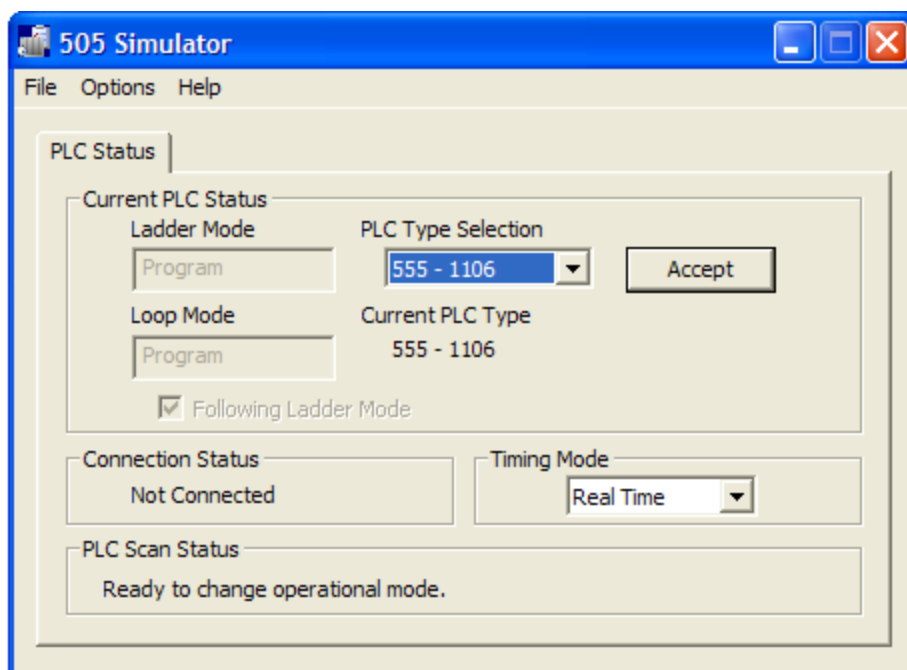 505 Simulator
File Options Help
PLC Status
Current PLC Status
Ladder Mode PLC Type Selection
Program 555 - 1106 Accept
Loop Mode Current PLC Type
Program 555 - 1106
Following Ladder Mode
Connection Status Timing Mode
Not Connected Real Time
PLC Scan Status
Ready to change operational mode.